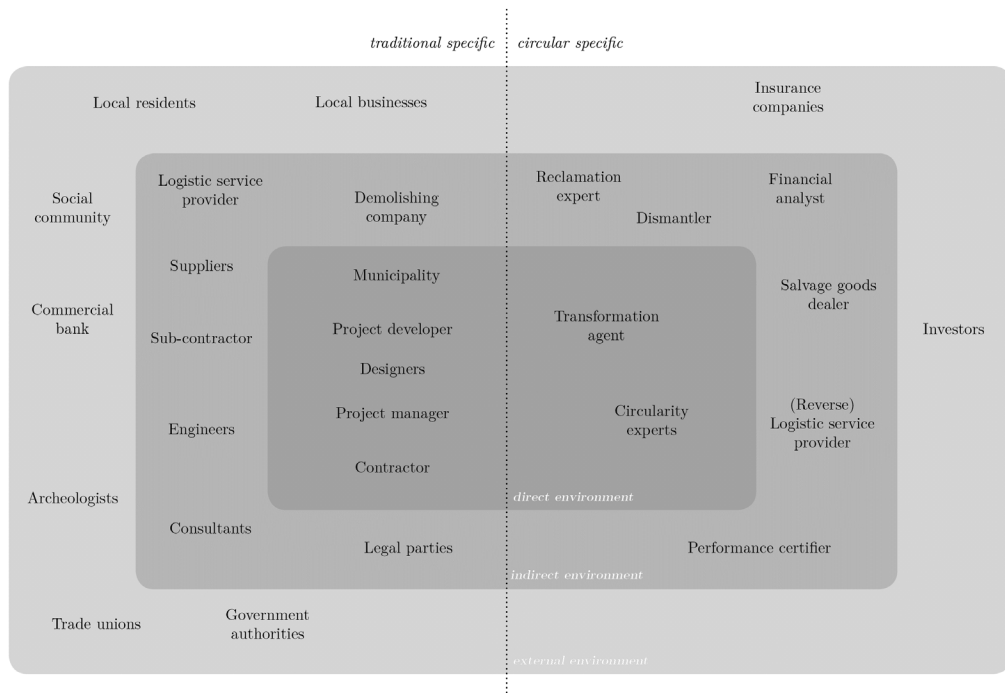 traditional specific
circular specific
Local residents
Local businesses
Insurance
companies
Logistic service
provider
Demolishing
company
Reclamation
expert
Dismantler
Financial
analyst
Social
community
Suppliers
Municipality
Salvage goods
dealer
Commercial
bank
Sub-contractor
Project developer
Transformation
agent
Investors
Designers
Engineers
Project manager
Circularity
experts
(Reverse)
Logistic service
provider
Contractor
Archeologists
direct environment
Consultants
Legal parties
Performance certifier
indirect environment
Trade unions
Government
authorities
external environment